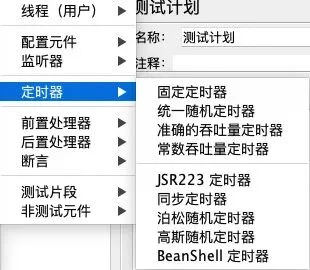 测试计划
线程（用户）
名称： 测试计划
配置元件
监听器
注释：
定时器
固定定时器
统一随机定时器
前置处理器
准确的吞吐量定时器
后置处理器
常数吞吐量定时器
断言
JSR223 定时器
测试片段
同步定时器
非测试元件
泊松随机定时器
高斯随机定时器
BeanShell 定时器